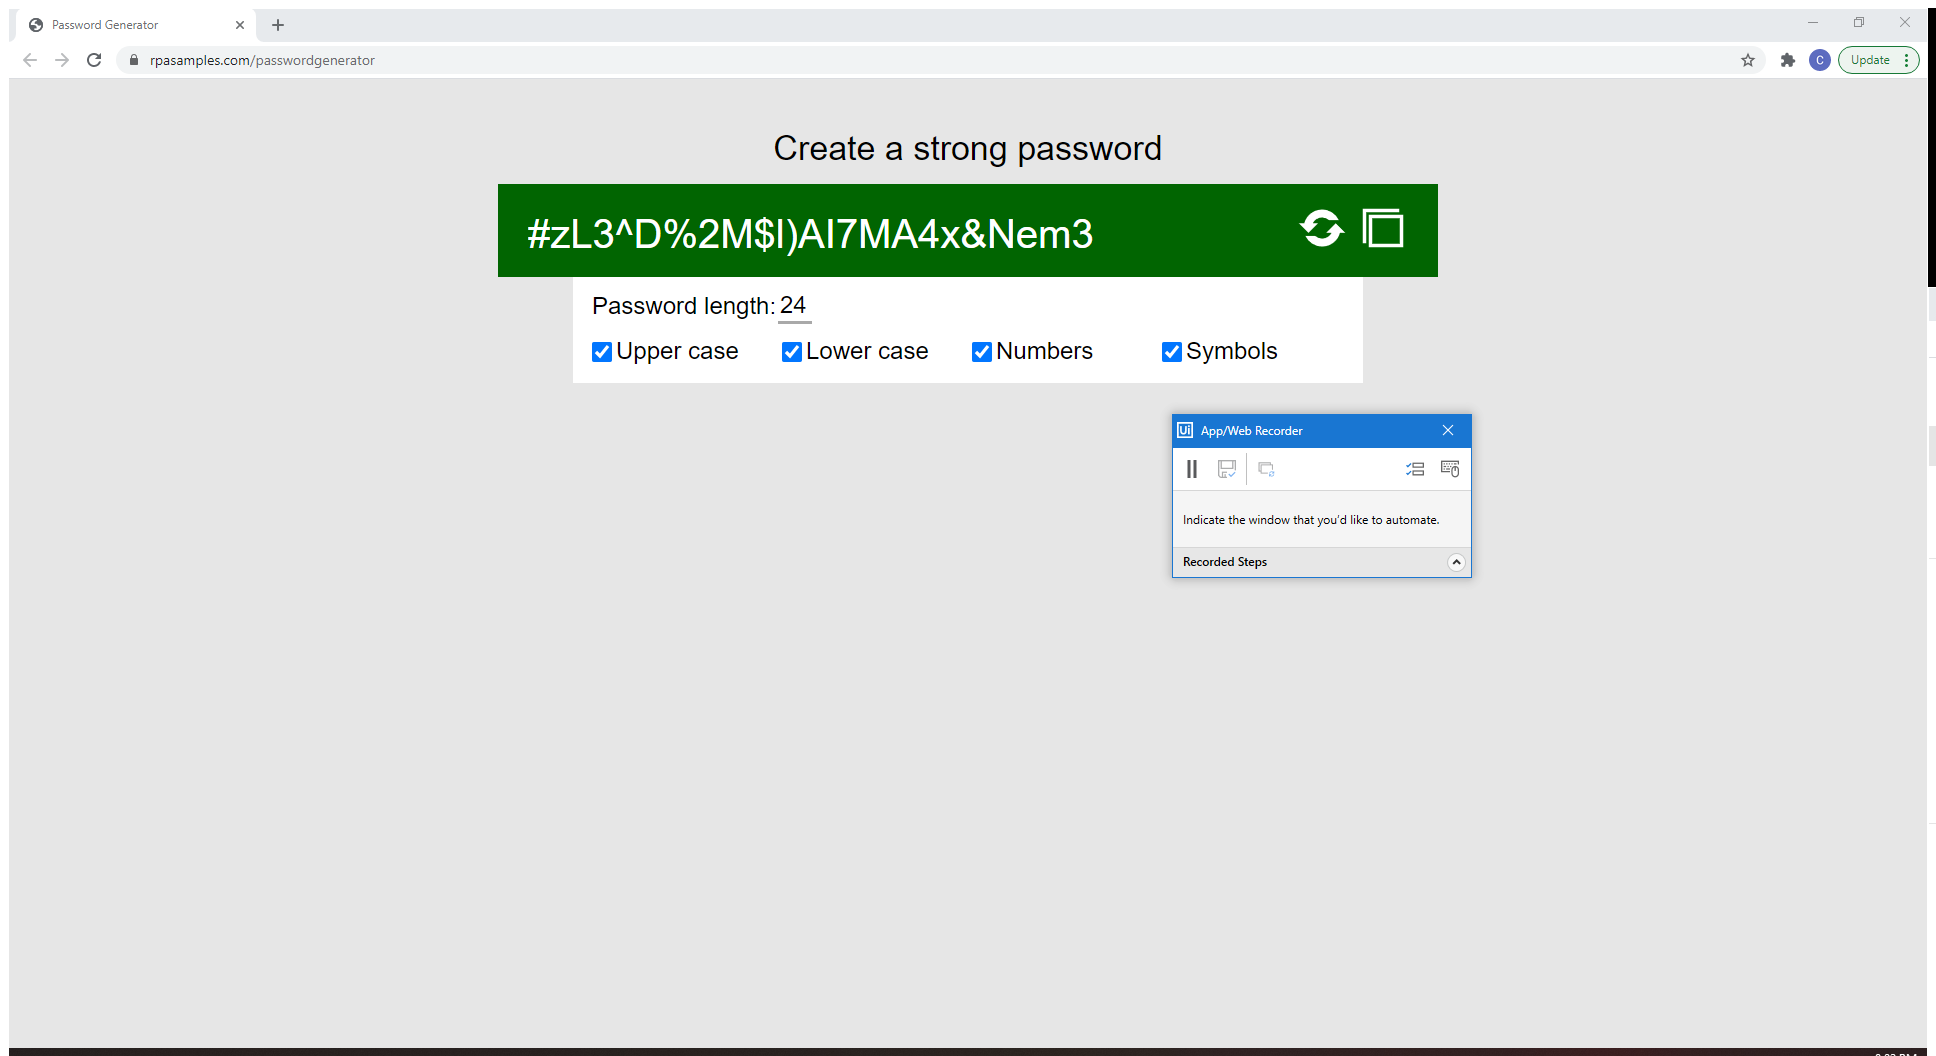 Password Generator
rpasamples.com/passwordgenerator
C
Update
Create a strong password
#zL3^D%2M$I)AI7MA4x&Nem3
Password length: 24
Upper case Lower case Numbers Symbols
Ui App/Web Recorder
Indicate the window that you'd like to automate.
Recorded Steps